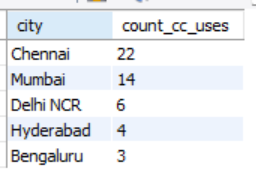 city count_cc_uses
Chennai 22
Mumbai 14
Delhi NCR 6
Hyderabad 4
Bengaluru 3